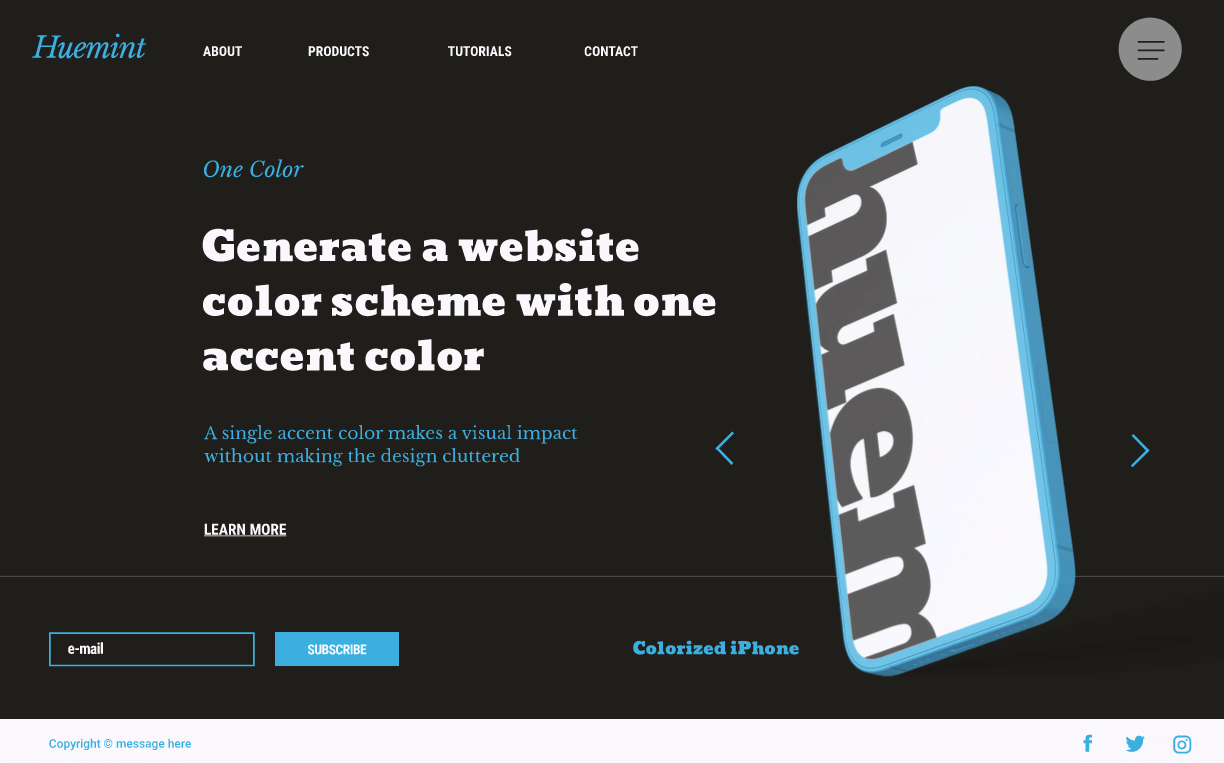 Huemint
ABOUT
PRODUCTS
TUTORIALS
CONTACT
One Color
Generate a website
color scheme with one
accent color
A single accent color makes a visual impact
without making the design cluttered
LEARN MORE
huem
e-mail
SUBSCRIBE
Colorized iPhone
Copyright © message here